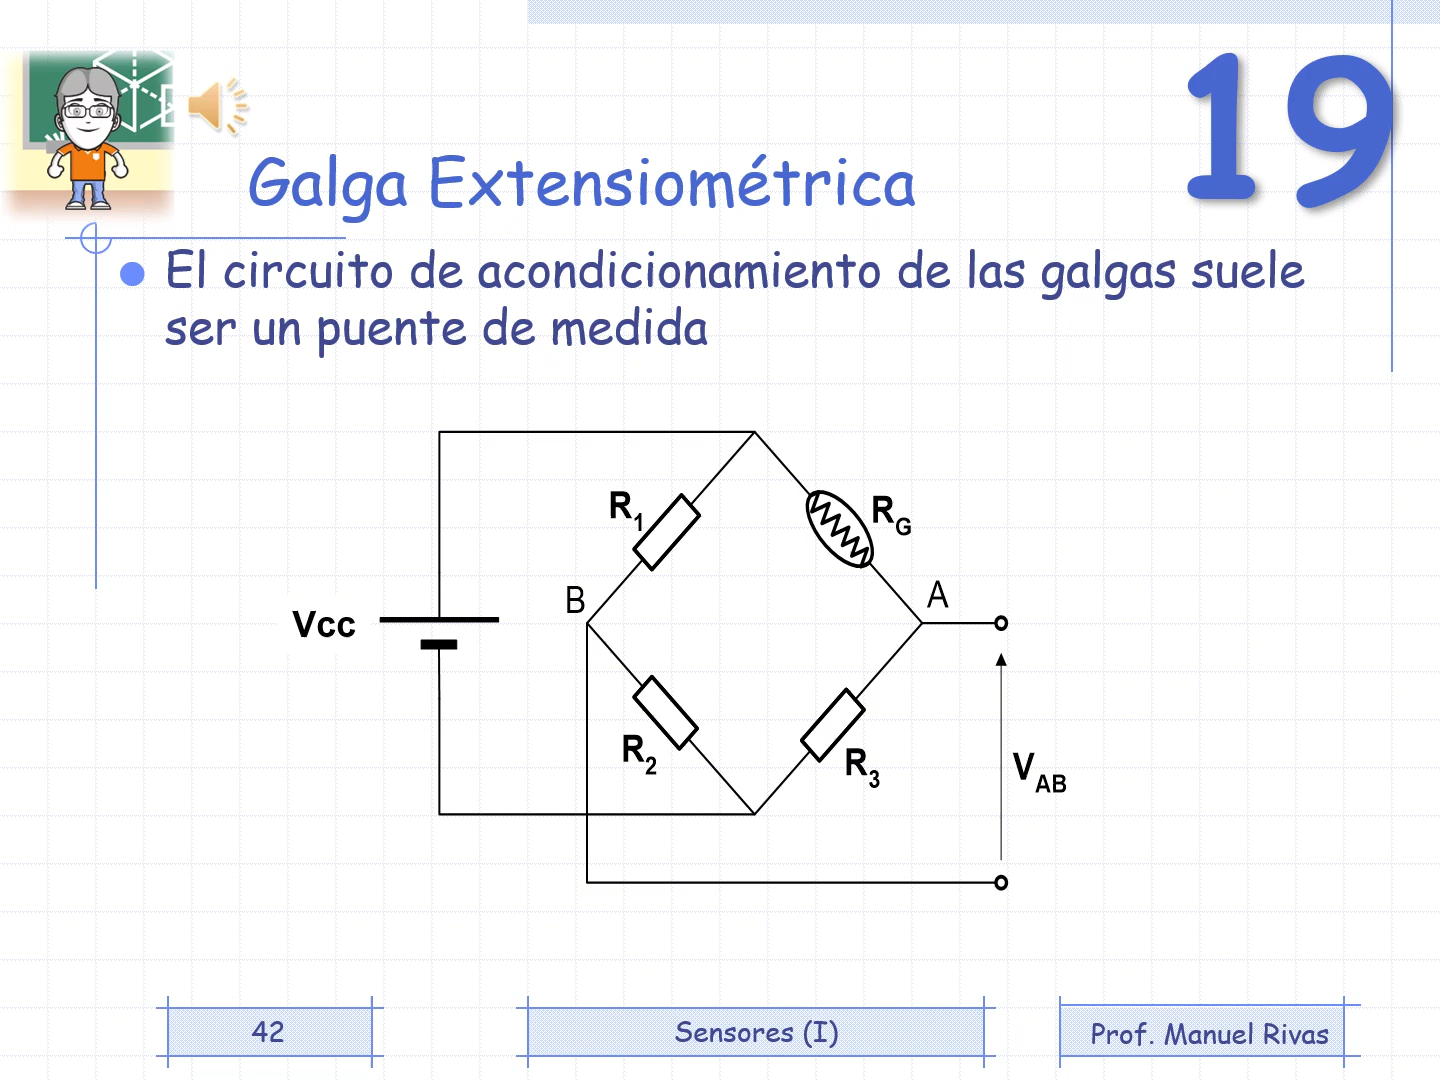 19
Galga Extensiométrica
El circuito de acondicionamiento de las galgas suele
ser un puente de medida
R1
RG
B
A
Vcc
R2
R3
VAB
42
Sensores (I)
Prof. Manuel Rivas